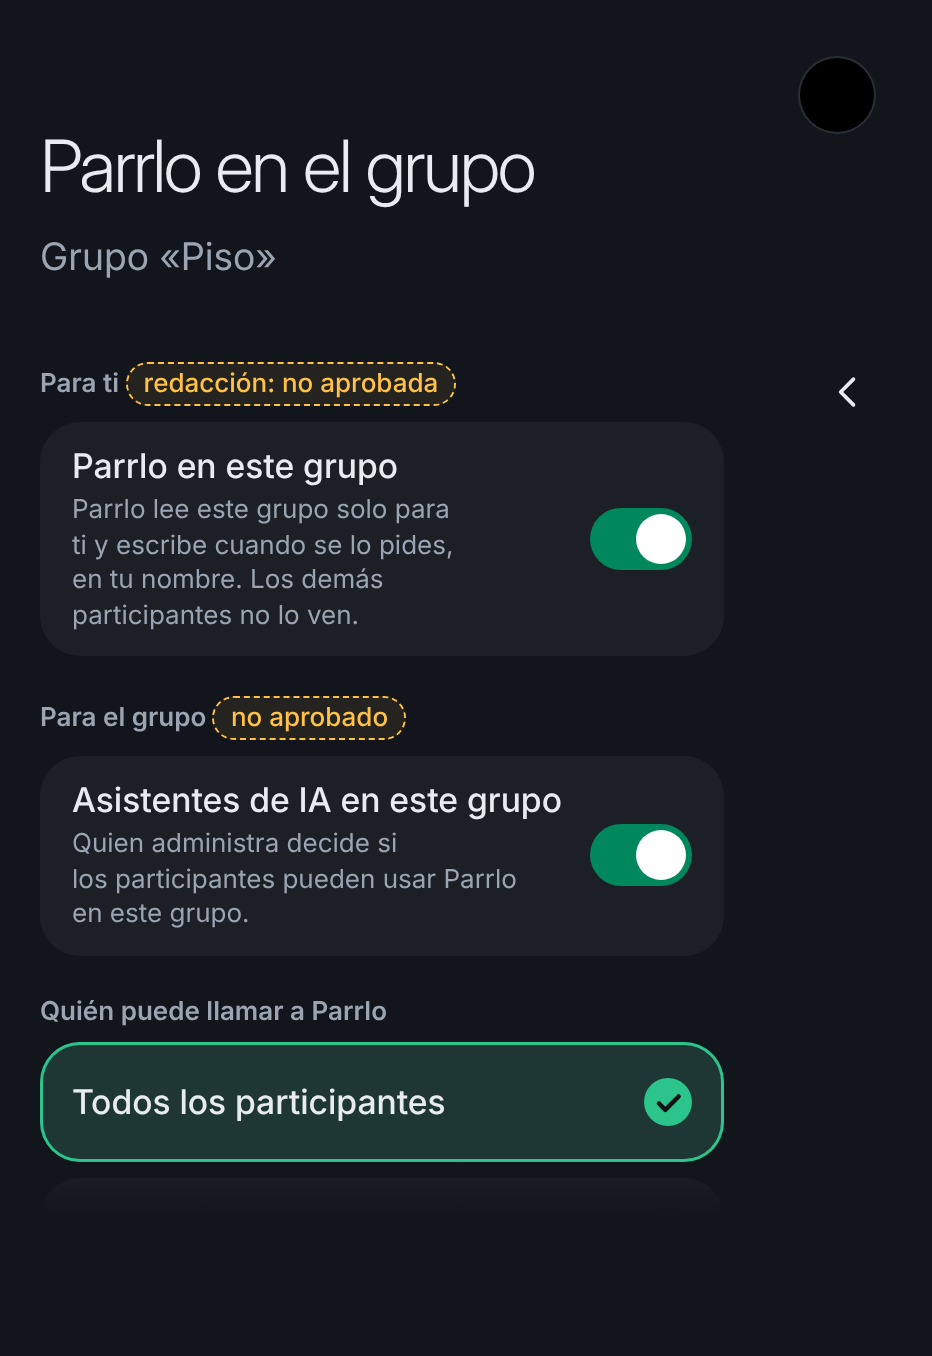 Parrlo en el grupo
Grupo «Piso»
Para ti redacción: no aprobada
Parrlo en este grupo
Parrlo lee este grupo solo para
ti y escribe cuando se lo pides,
en tu nombre. Los demás
participantes no lo ven.
Para el grupo no aprobado
Asistentes de IA en este grupo
Quien administra decide si
los participantes pueden usar Parrlo
en este grupo.
Quién puede llamar a Parrlo
Todos los participantes